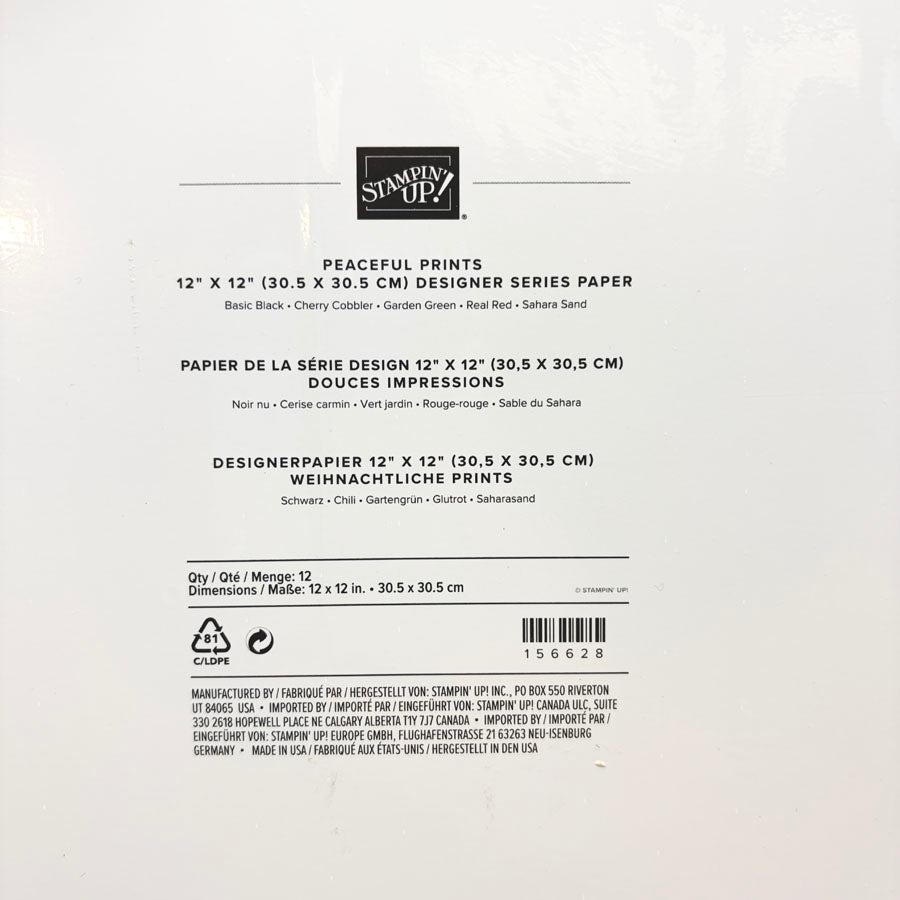 STAMPIN' UP!®
PEACEFUL PRINTS
12" X 12" (30.5 X 30.5 CM) DESIGNER SERIES PAPER
Basic Black • Cherry Cobbler • Garden Green • Real Red • Sahara Sand
PAPIER DE LA SÉRIE DESIGN 12" X 12" (30,5 X 30,5 CM)
DOUCES IMPRESSIONS
Noir nu • Cerise carmin • Vert jardin • Rouge-rouge • Sable du Sahara
DESIGNERPAPIER 12" X 12" (30,5 X 30,5 CM)
WEIHNACHTLICHE PRINTS
Schwarz • Chili • Gartengrün • Glutrot • Saharasand
Qty / Qté / Menge: 12
Dimensions / Maße: 12 x 12 in. • 30.5 x 30.5 cm
© STAMPIN' UP!
81
C/LDPE
156628
MANUFACTURED BY / FABRIQUÉ PAR / HERGESTELLT VON: STAMPIN' UP! INC., PO BOX 550 RIVERTON
UT 84065 USA • IMPORTED BY / IMPORTÉ PAR / EINGEFÜHRT VON: STAMPIN' UP! CANADA ULC, SUITE
330 2618 HOPEWELL PLACE NE CALGARY ALBERTA T1Y 7J7 CANADA • IMPORTED BY / IMPORTÉ PAR /
EINGEFÜHRT VON: STAMPIN' UP! EUROPE GMBH, FLUGHAFENSTRASSE 21 63263 NEU-ISENBURG
GERMANY • MADE IN USA / FABRIQUÉ AUX ÉTATS-UNIS / HERGESTELLT IN DEN USA